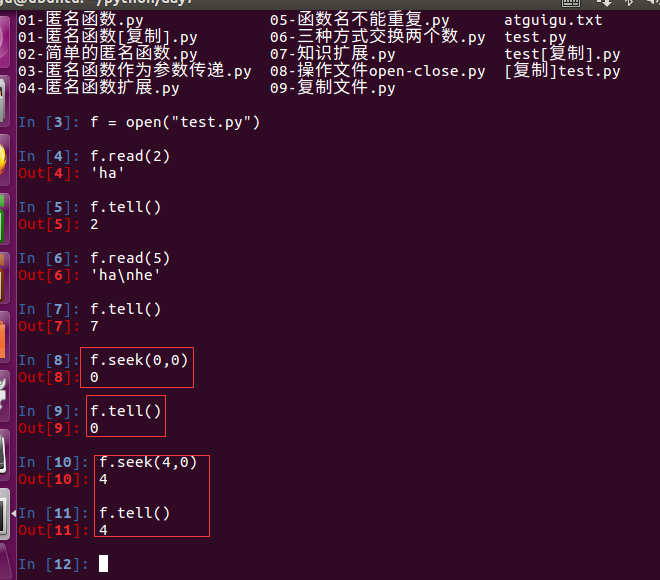 01-匿名函数.py 05-函数名不能重复.py atguigu.txt
01-匿名函数[复制].py 06-三种方式交换两个数.py test.py
02-简单的匿名函数.py 07-知识扩展.py test[复制].py
03-匿名函数作为参数传递.py 08-操作文件open-close.py [复制]test.py
04-匿名函数扩展.py 09-复制文件.py
In [3]: f = open("test.py")
In [4]: f.read(2)
Out[4]: 'ha'
In [5]: f.tell()
Out[5]: 2
In [6]: f.read(5)
Out[6]: 'ha\nhe'
In [7]: f.tell()
Out[7]: 7
In [8]: f.seek(0,0)
Out[8]: 0
In [9]: f.tell()
Out[9]: 0
In [10]: f.seek(4,0)
Out[10]: 4
In [11]: f.tell()
Out[11]: 4
In [12]: